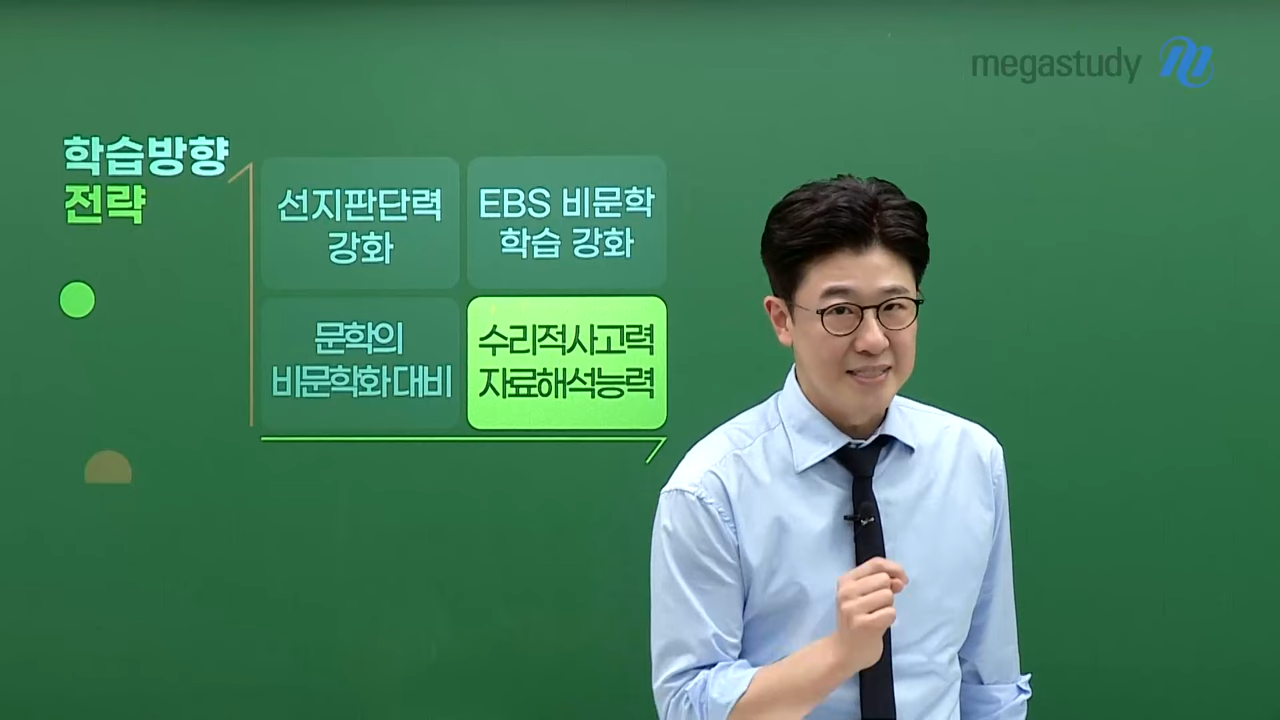 megastudy
학습방향
전략
선지판단력
강화
EBS 비문학
학습 강화
문학의
비문학화 대비
수리적사고력
자료해석능력